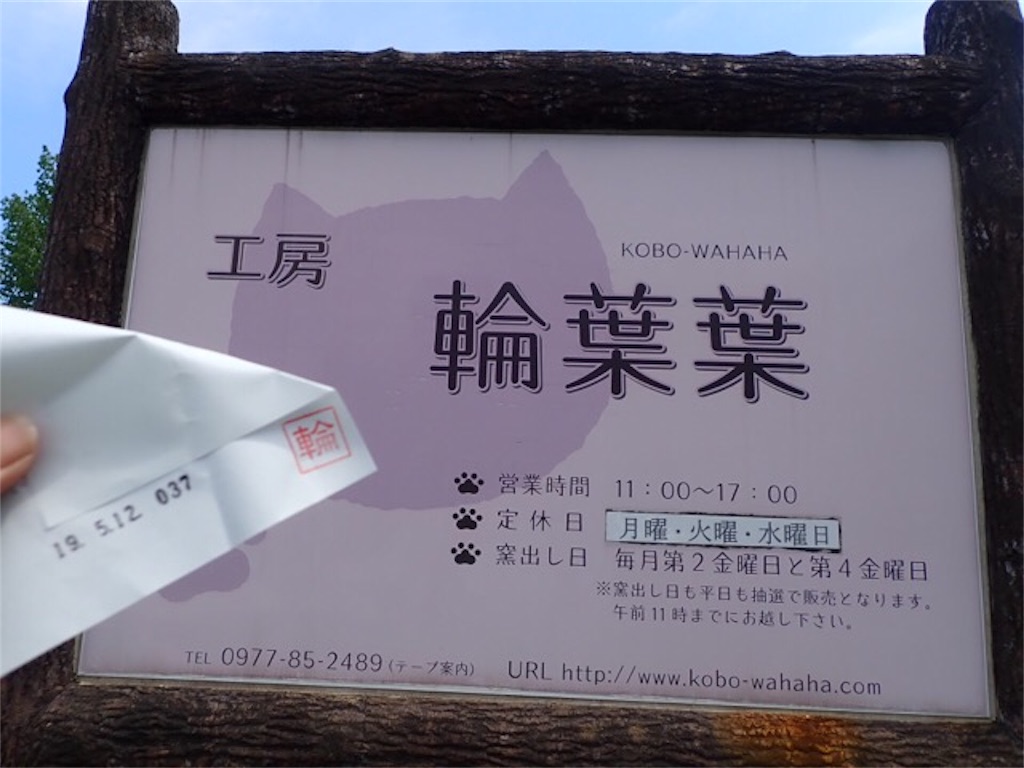 工房
KOBO-WAHAHA
輪葉葉
営業時間 11:00～17:00
定休日 月曜・火曜・水曜日
窯出し日 毎月第2金曜日と第4金曜日
※窯出し日も平日も抽選で販売となります。
午前11時までにお越し下さい。
TEL 0977-85-2489(テープ案内) URL http://www.kobo-wahaha.com
輪
19. 5.12 037